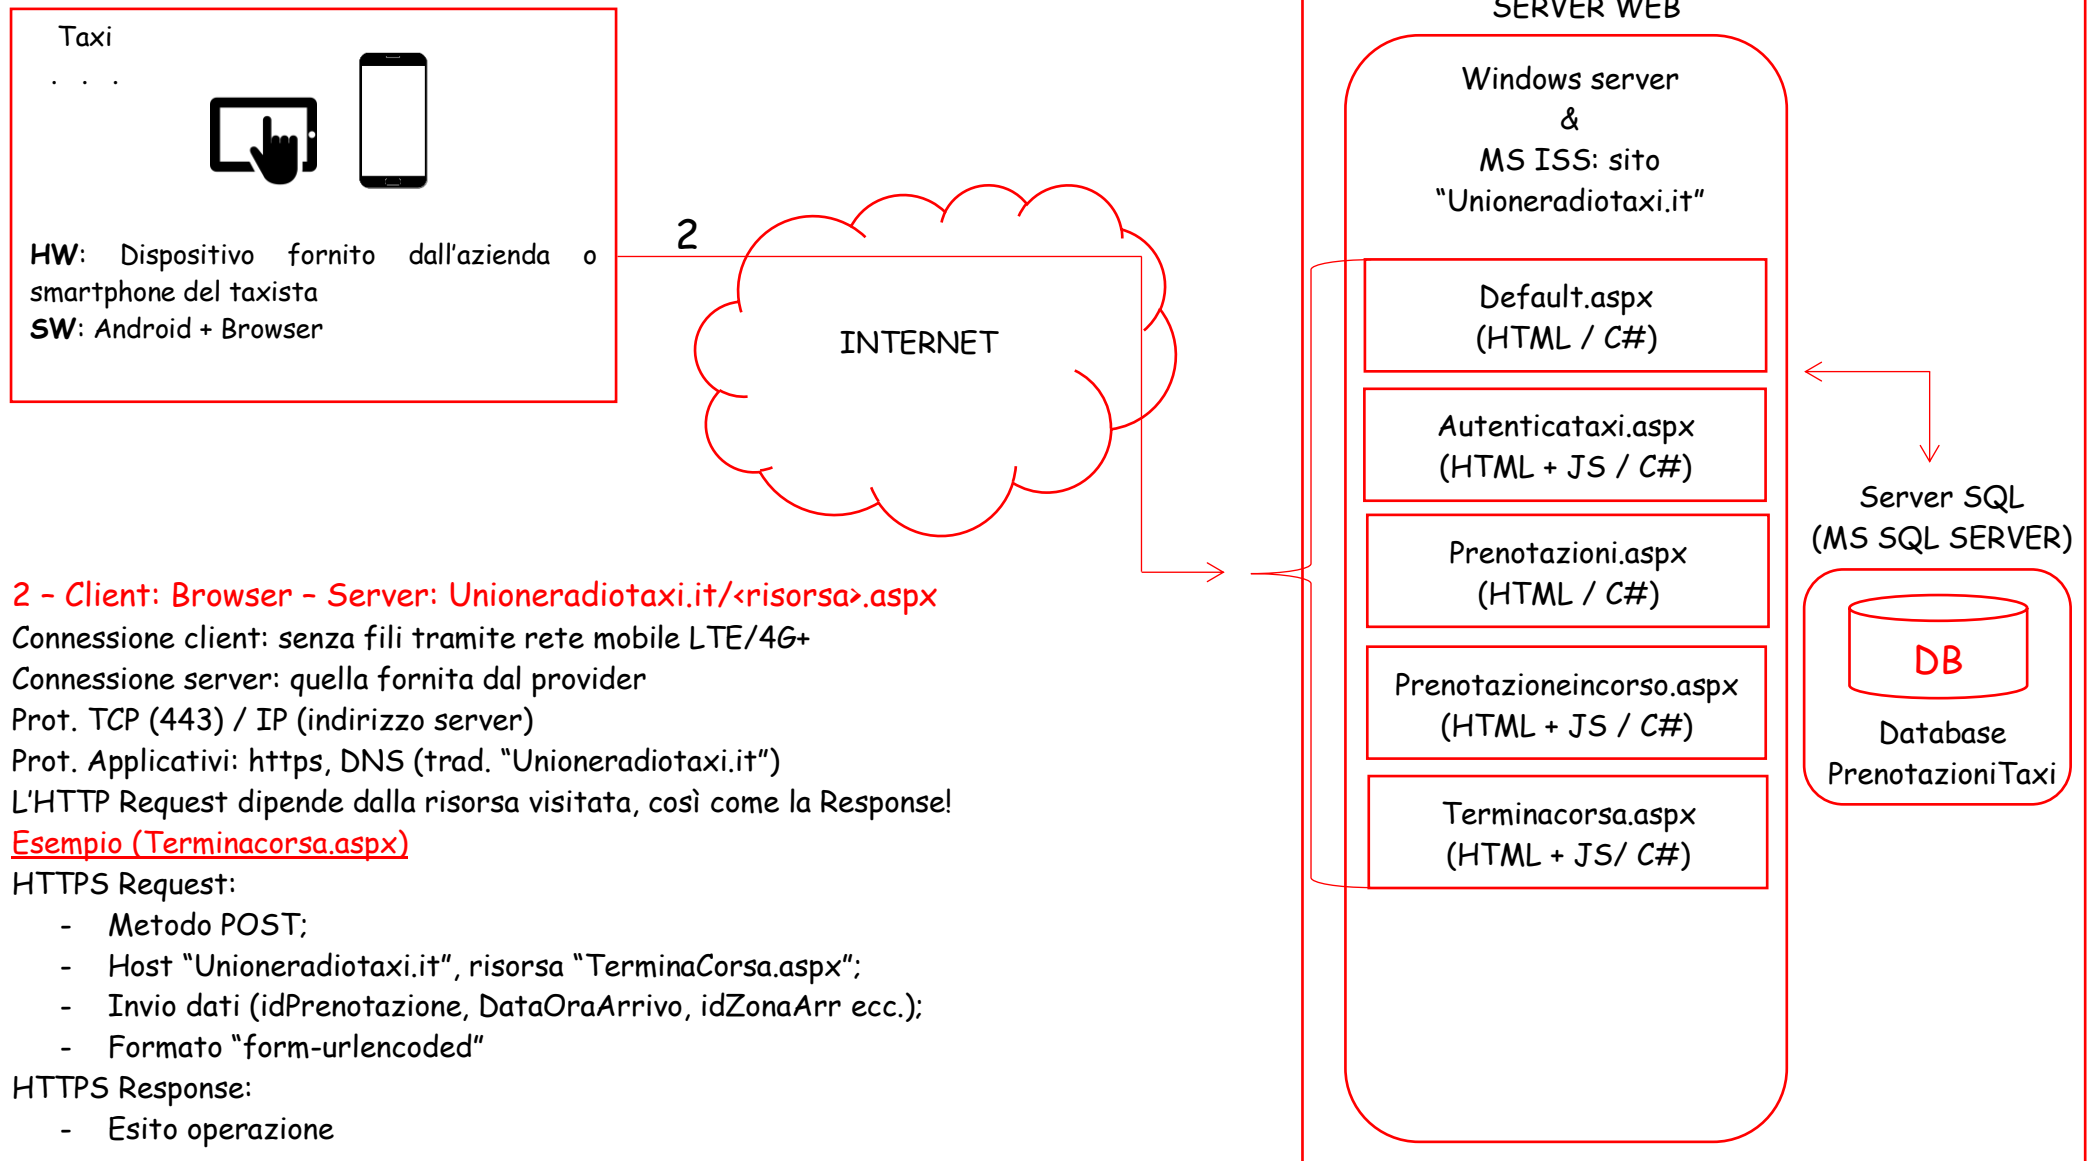 Taxi
. . .
HW: Dispositivo fornito dall'azienda o
smartphone del taxista
SW: Android + Browser
2
INTERNET
SERVER WEB
Windows server
&
MS ISS: sito
"Unioneradiotaxi.it"
Default.aspx
(HTML / C#)
Autenticataxi.aspx
(HTML + JS / C#)
Prenotazioni.aspx
(HTML / C#)
Prenotazioneincorso.aspx
(HTML + JS / C#)
Terminacorsa.aspx
(HTML + JS/ C#)
Server SQL
(MS SQL SERVER)
DB
Database
PrenotazioniTaxi
2 – Client: Browser – Server: Unioneradiotaxi.it/<risorsa>.aspx
Connessione client: senza fili tramite rete mobile LTE/4G+
Connessione server: quella fornita dal provider
Prot. TCP (443) / IP (indirizzo server)
Prot. Applicativi: https, DNS (trad. "Unioneradiotaxi.it")
L'HTTP Request dipende dalla risorsa visitata, così come la Response!
Esempio (Terminacorsa.aspx)
HTTPS Request:
- Metodo POST;
- Host "Unioneradiotaxi.it", risorsa "TerminaCorsa.aspx";
- Invio dati (idPrenotazione, DataOraArrivo, idZonaArr ecc.);
- Formato "form-urlencoded"
HTTPS Response:
- Esito operazione